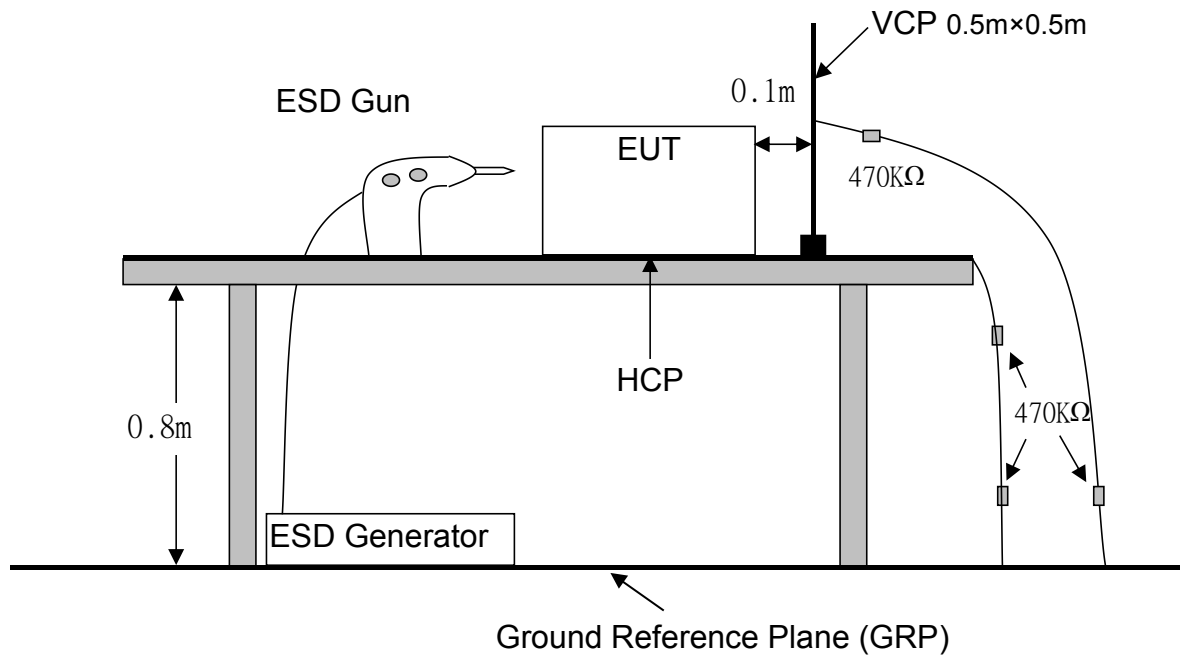 VCP 0.5m×0.5m
0.1m
ESD Gun
EUT
470KΩ
HCP
0.8m
470KΩ
ESD Generator
Ground Reference Plane (GRP)